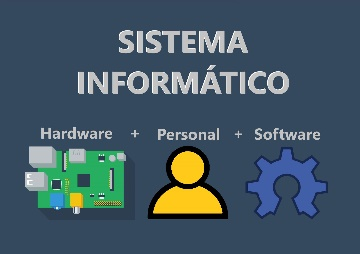 SISTEMA
INFORMÁTICO
Hardware + Personal + Software